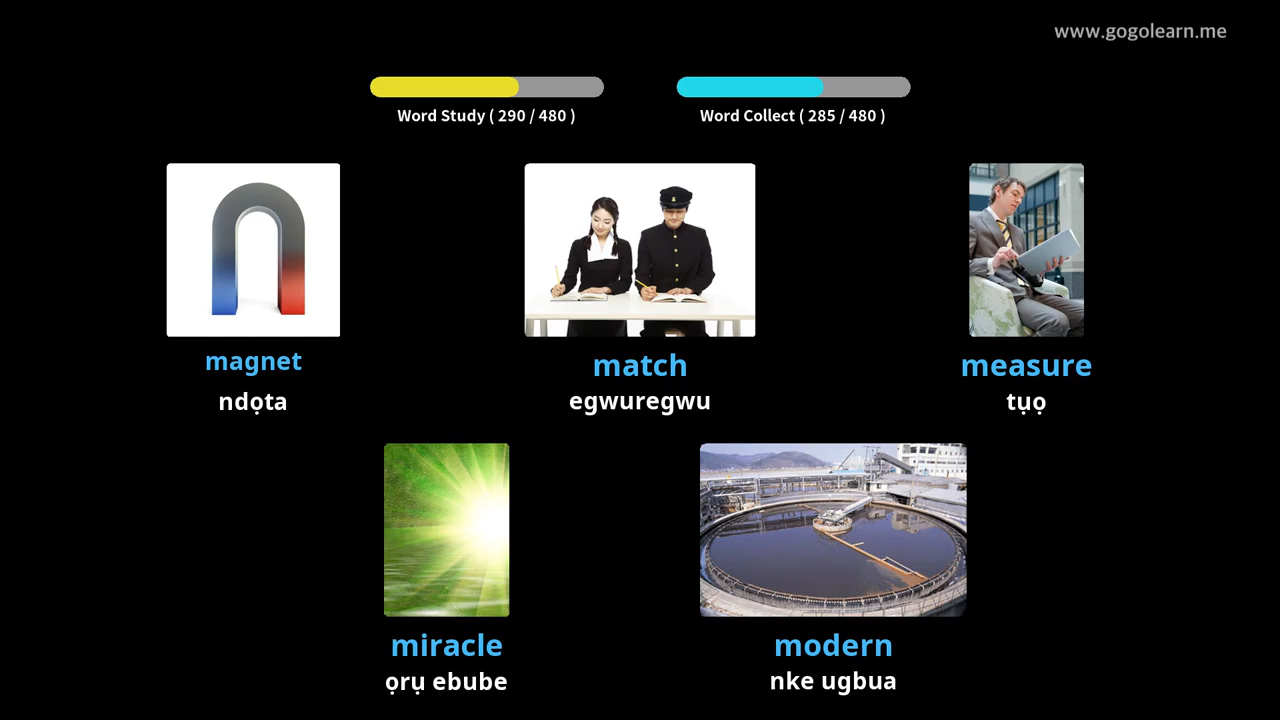 www.gogolearn.me
Word Study ( 290 / 480 )
Word Collect ( 285 / 480 )
magnet
ndọta
match
egwuregwu
measure
tụọ
miracle
ọrụ ebube
modern
nke ugbua